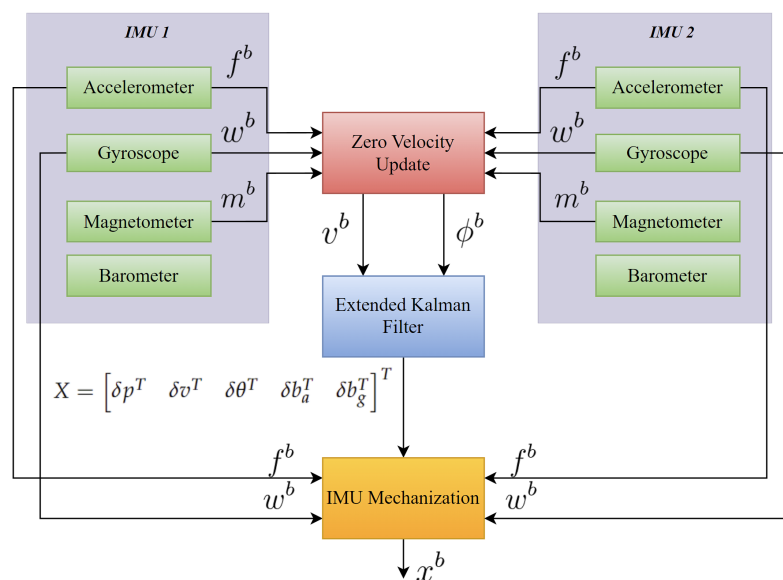 IMU 1
IMU 2
f^b
f^b
Accelerometer
Accelerometer
w^b
w^b
Gyroscope
Zero Velocity
Update
Gyroscope
m^b
m^b
Magnetometer
Magnetometer
v^b
ϕ^b
Barometer
Barometer
Extended Kalman
Filter
X = [δp^T δv^T δθ^T δb_a^T δb_g^T]^T
f^b
f^b
w^b
IMU Mechanization
w^b
x^b